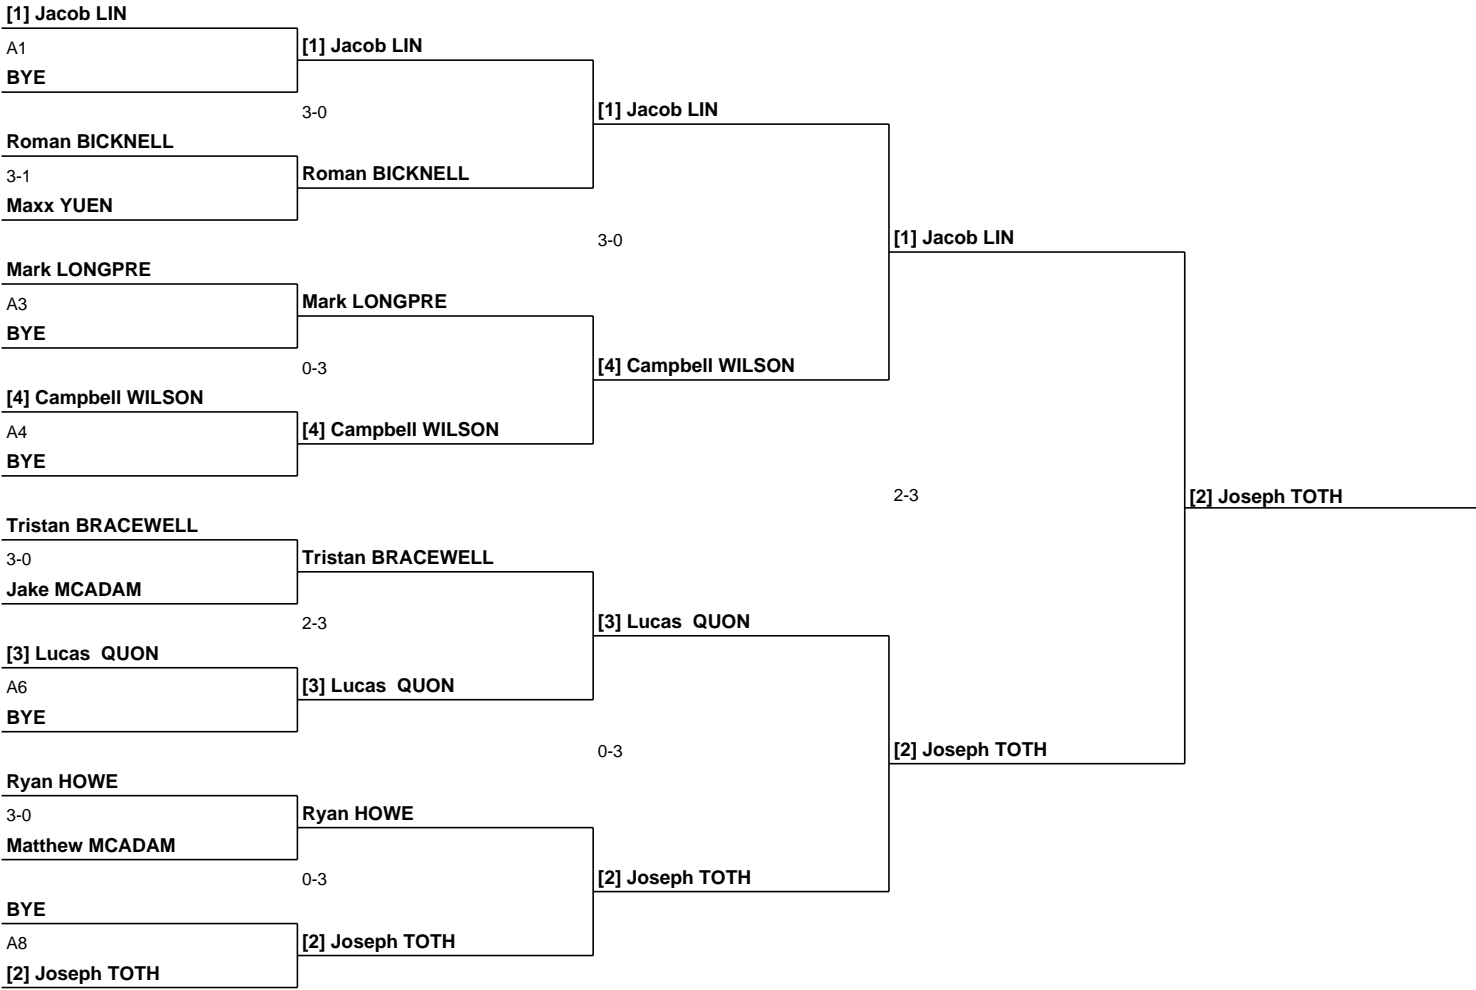 [1] Jacob LIN
A1
BYE
Roman BICKNELL
3-1
Maxx YUEN
Mark LONGPRE
A3
BYE
[4] Campbell WILSON
A4
BYE
Tristan BRACEWELL
3-0
Jake MCADAM
[3] Lucas  QUON
A6
BYE
Ryan HOWE
3-0
Matthew MCADAM
BYE
A8
[2] Joseph TOTH
[1] Jacob LIN
3-0
Roman BICKNELL
Mark LONGPRE
0-3
[4] Campbell WILSON
Tristan BRACEWELL
2-3
[3] Lucas  QUON
Ryan HOWE
0-3
[2] Joseph TOTH
[1] Jacob LIN
3-0
[4] Campbell WILSON
[3] Lucas  QUON
0-3
[2] Joseph TOTH
[1] Jacob LIN
2-3
[2] Joseph TOTH
[2] Joseph TOTH